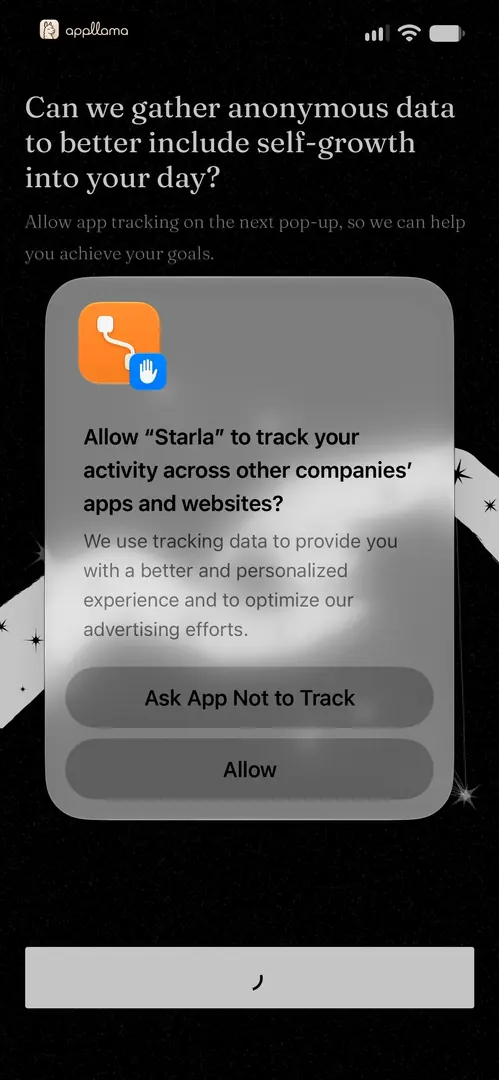 appllama
Can we gather anonymous data
to better include self-growth
into your day?
Allow app tracking on the next pop-up, so we can help
you achieve your goals.
Allow “Starla” to track your
activity across other companies’
apps and websites?
We use tracking data to provide you
with a better and personalized
experience and to optimize our
advertising efforts.
Ask App Not to Track
Allow